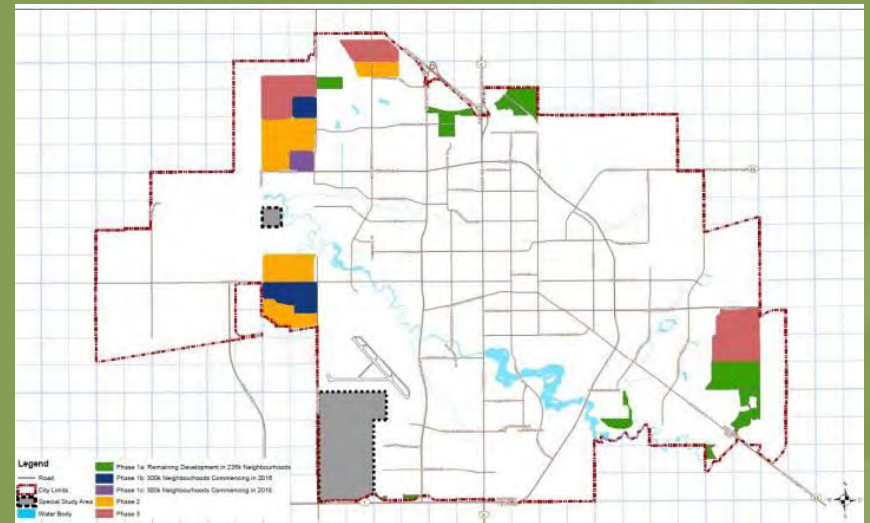 Legend
Road
City Limits
Special Study Area
Water Body
Phase 1a: Remaining Development in 235k Neighbourhoods
Phase 1b: 300k Neighbourhoods Commencing in 2016
Phase 1c: 300k Neighbourhoods Commencing in 2016
Phase 2
Phase 3